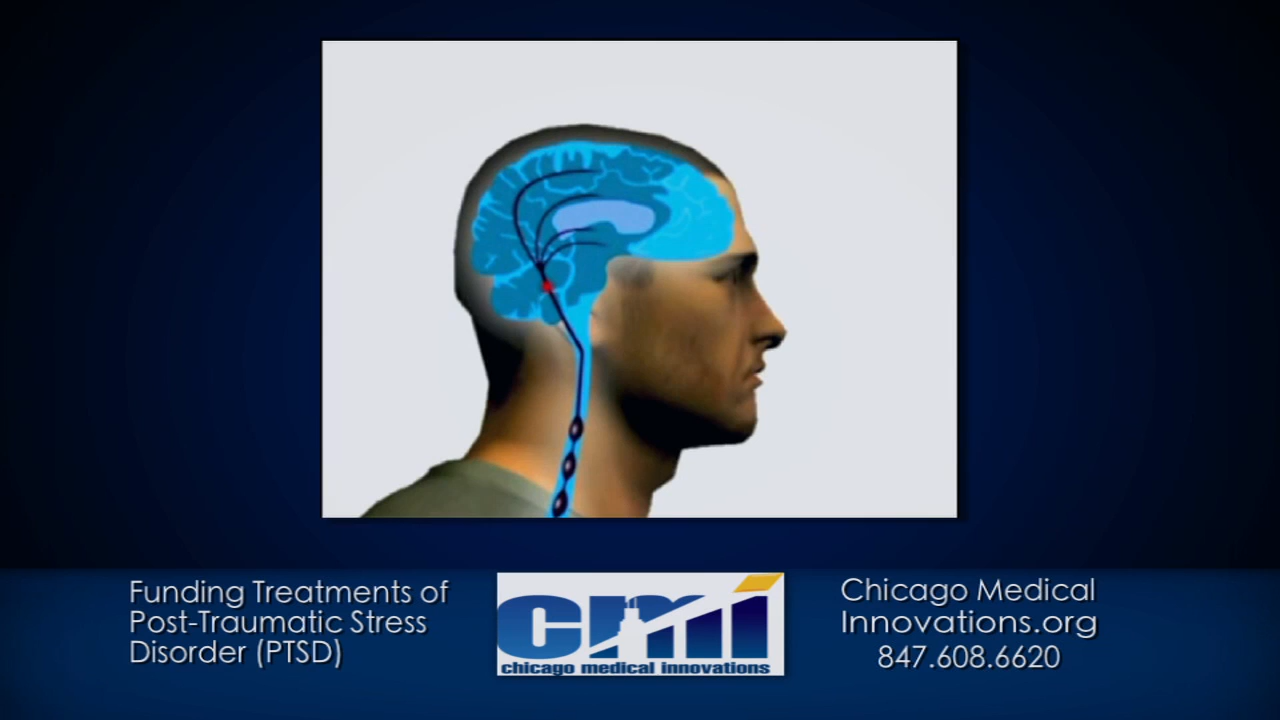 Funding Treatments of
Post-Traumatic Stress
Disorder (PTSD)
cmi
chicago medical innovations
Chicago Medical
Innovations.org
847.608.6620